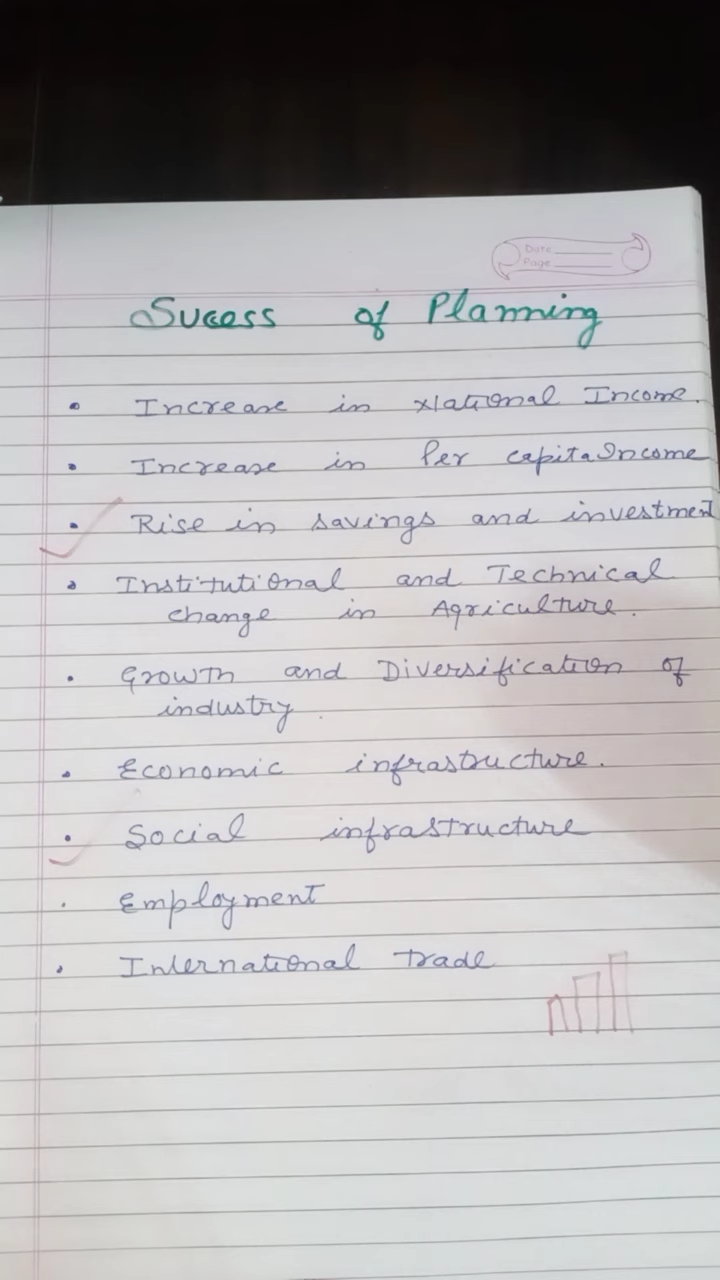 Date
Page
Sucess of Planning
• Increase in National Income.
• Increase in Per capita Income
• Rise in savings and investment
• Institutional and Technical
change in Agriculture.
• Growth and Diversification of
industry.
• Economic infrastructure.
• Social infrastructure
• Employment
• International trade